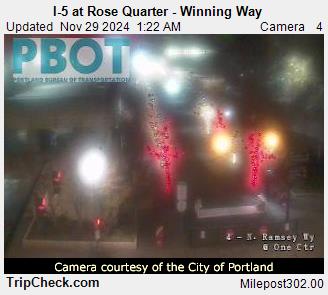 I-5 at Rose Quarter - Winning Way
Updated Nov 29 2024 1:22 AM Camera 4
PBOT
PORTLAND BUREAU OF TRANSPORTATION
4 - N. Ramsey Wy
@ One Ctr
Camera courtesy of the City of Portland
TripCheck.com Milepost302.00